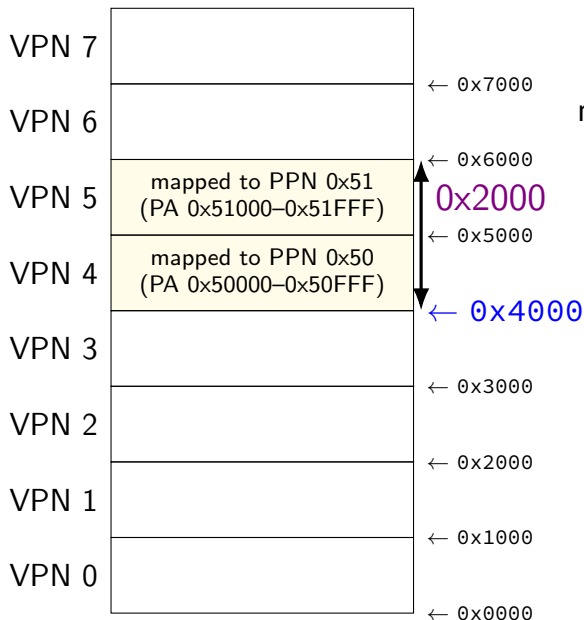 VPN 7
← 0x7000
VPN 6
← 0x6000
VPN 5
mapped to PPN 0x51
(PA 0x51000–0x51FFF)
0x2000
← 0x5000
VPN 4
mapped to PPN 0x50
(PA 0x50000–0x50FFF)
← 0x4000
VPN 3
← 0x3000
VPN 2
← 0x2000
VPN 1
← 0x1000
VPN 0
← 0x0000